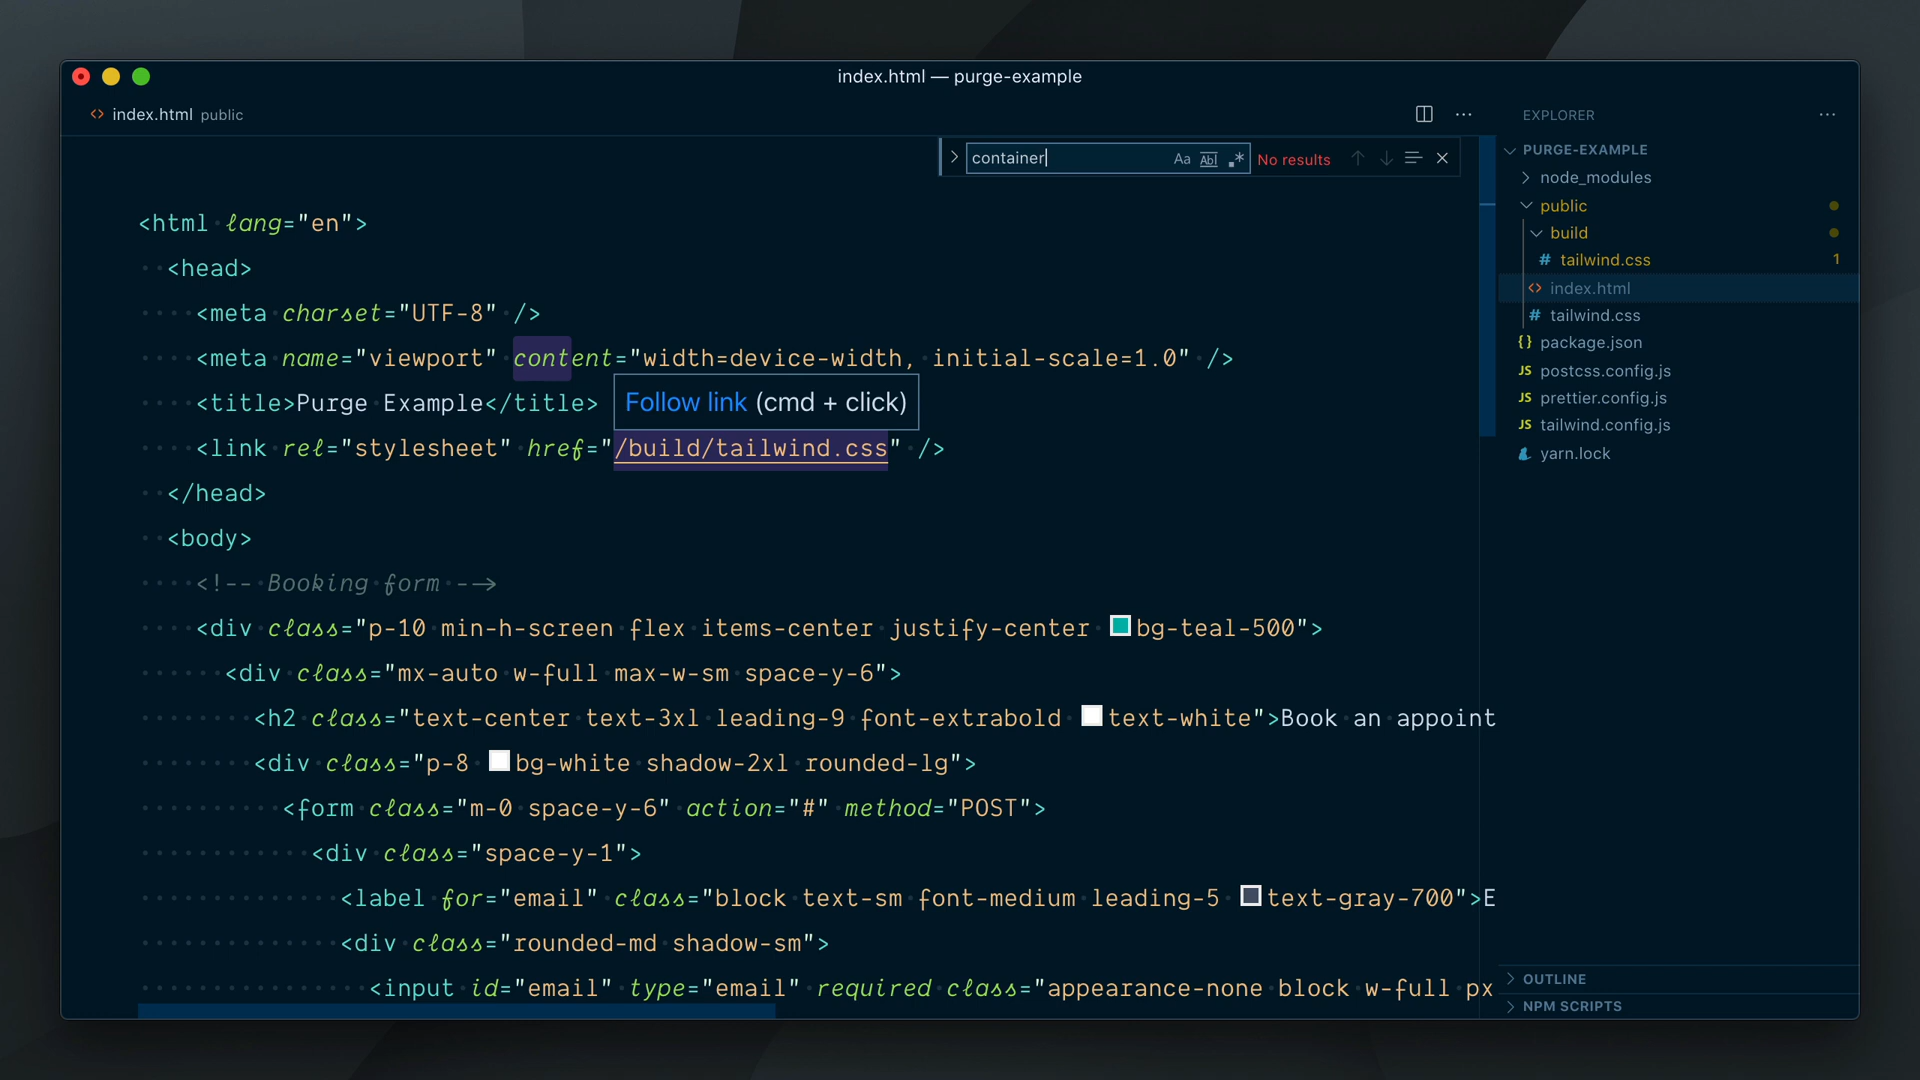 index.html — purge-example
<> index.html public
EXPLORER
container Aa Abl .* No results
PURGE-EXAMPLE
node_modules
public
build
# tailwind.css 1
<> index.html
# tailwind.css
{} package.json
JS postcss.config.js
JS prettier.config.js
JS tailwind.config.js
yarn.lock
<html lang="en">
<head>
<meta charset="UTF-8" />
<meta name="viewport" content="width=device-width, initial-scale=1.0" />
<title>Purge Example</title>
Follow link (cmd + click)
<link rel="stylesheet" href="/build/tailwind.css" />
</head>
<body>
<!-- Booking form -->
<div class="p-10 min-h-screen flex items-center justify-center bg-teal-500">
<div class="mx-auto w-full max-w-sm space-y-6">
<h2 class="text-center text-3xl leading-9 font-extrabold text-white">Book an appoint
<div class="p-8 bg-white shadow-2xl rounded-lg">
<form class="m-0 space-y-6" action="#" method="POST">
<div class="space-y-1">
<label for="email" class="block text-sm font-medium leading-5 text-gray-700">E
<div class="rounded-md shadow-sm">
<input id="email" type="email" required class="appearance-none block w-full px
OUTLINE
NPM SCRIPTS